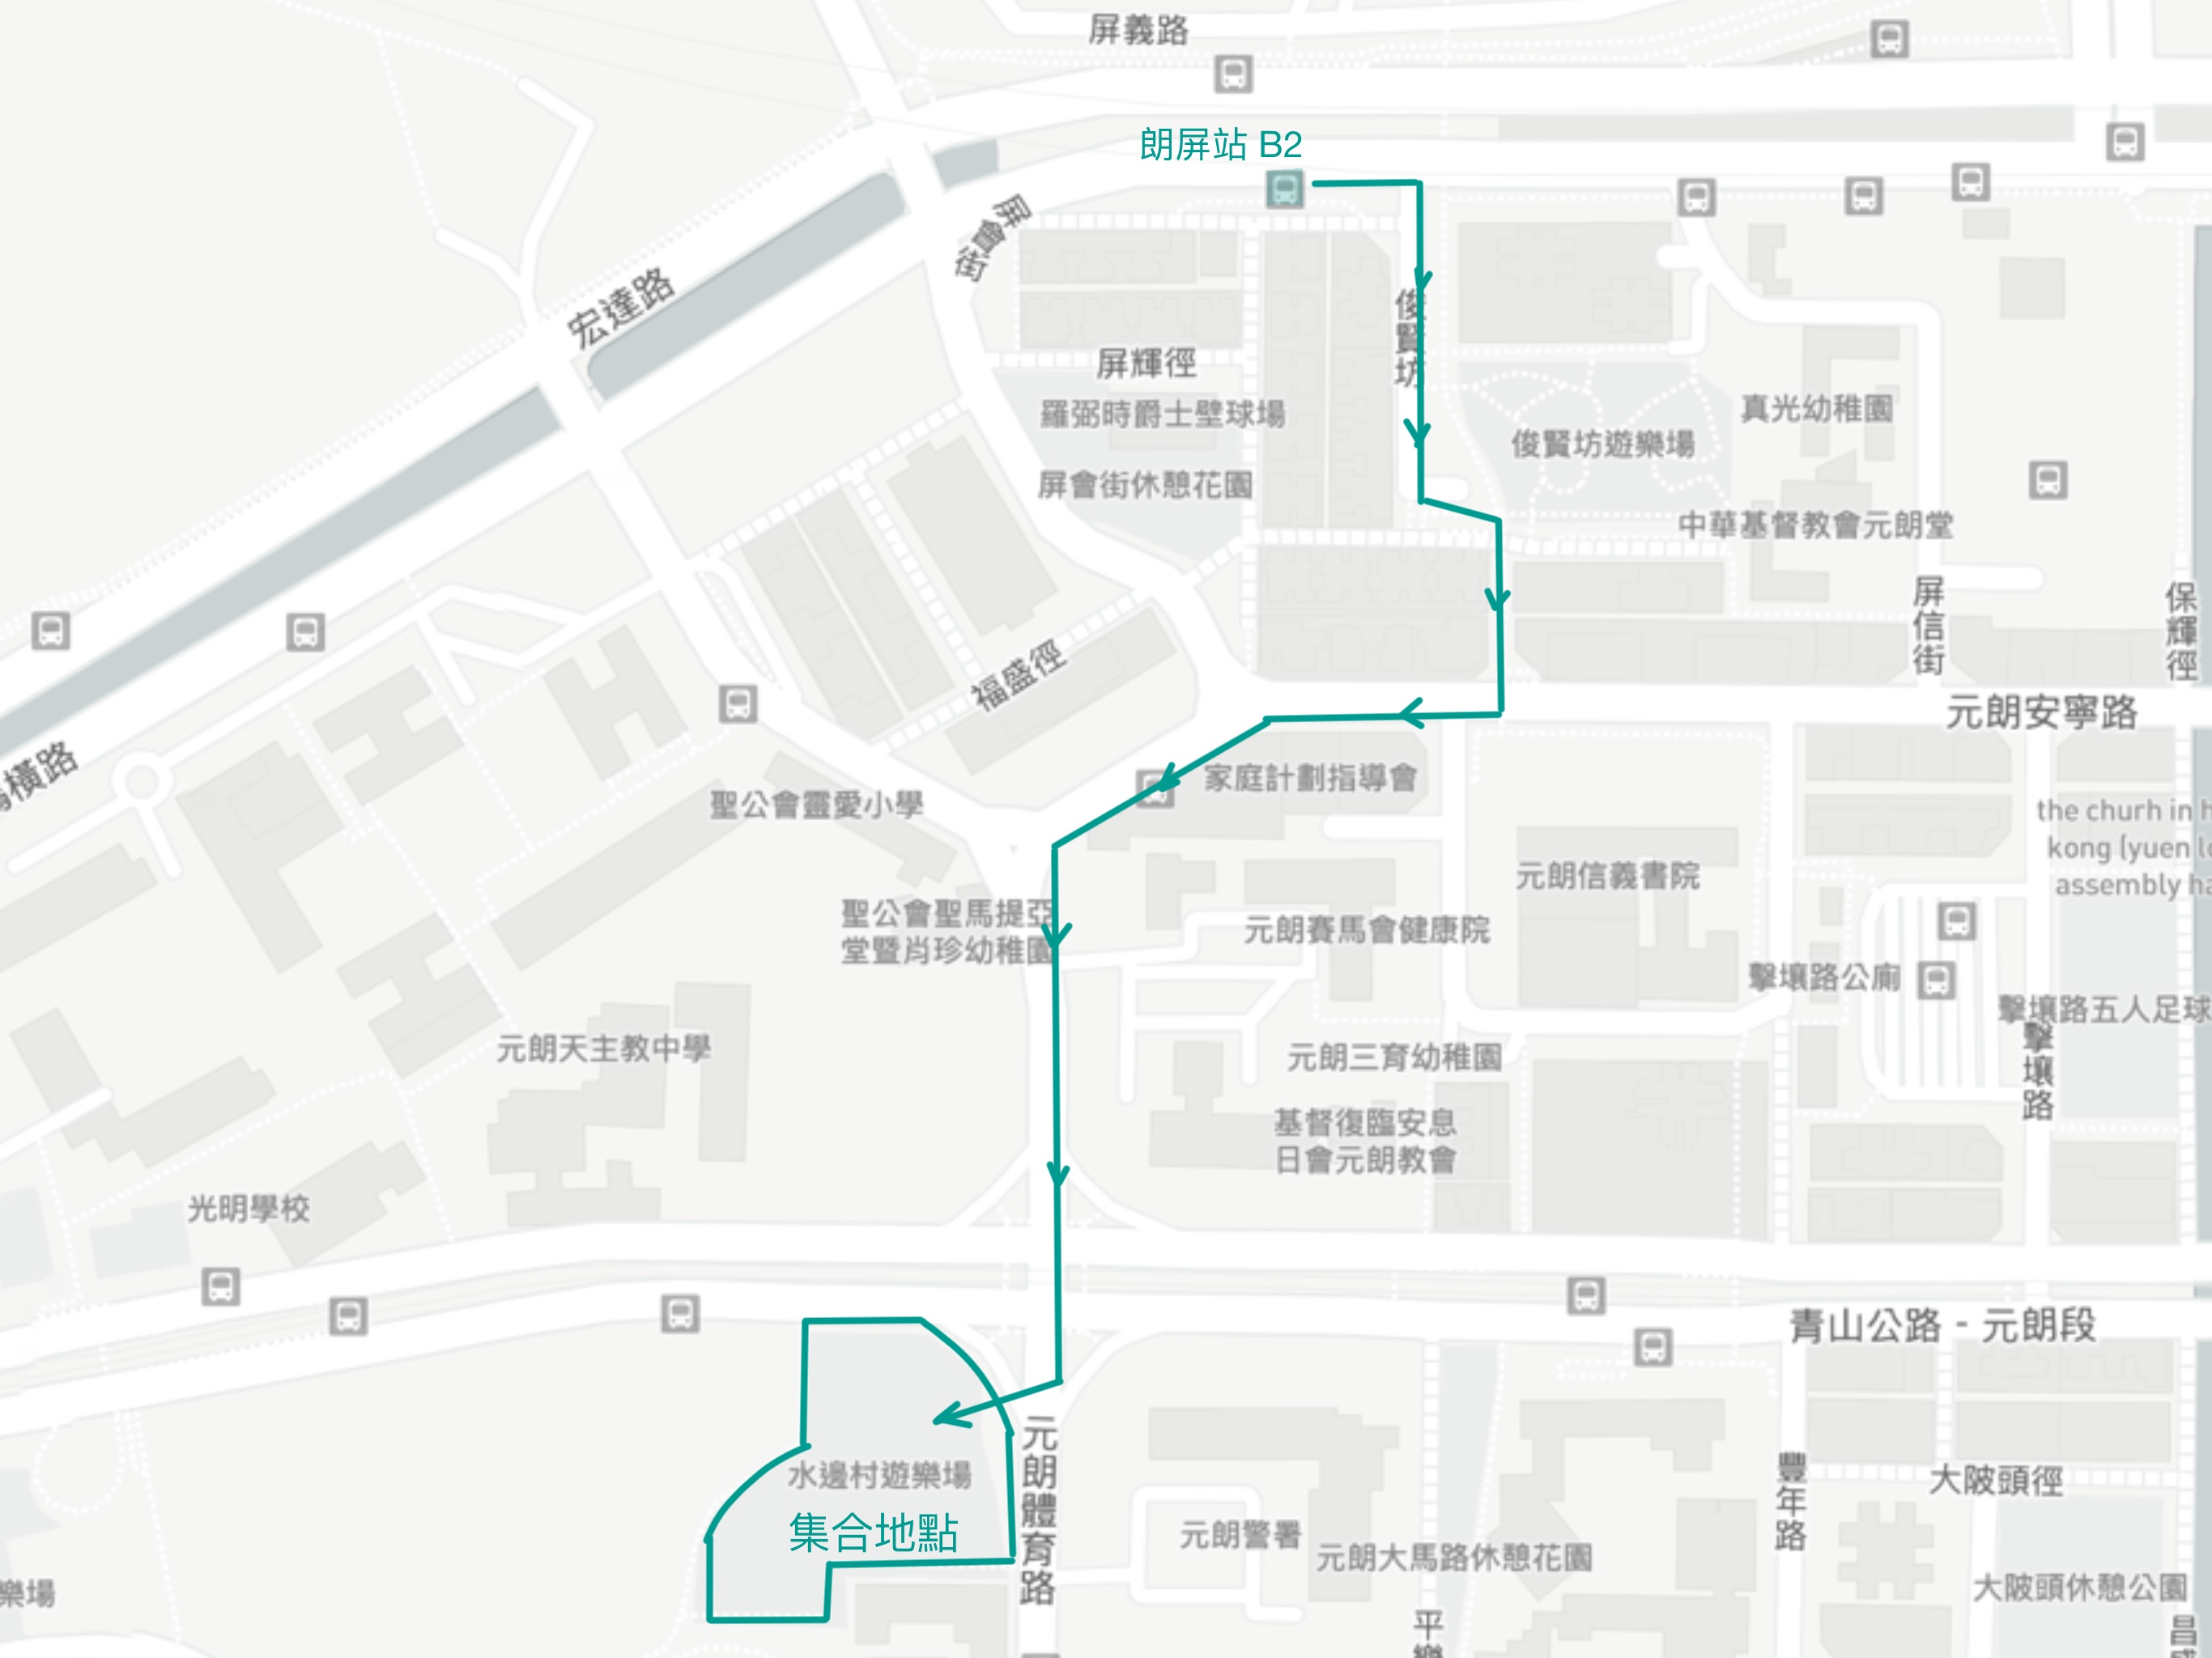 屏義路
朗屏站 B2
屏會街
宏達路
俊賢坊
屏輝徑
羅弼時爵士壁球場
屏會街休憩花園
真光幼稚園
俊賢坊遊樂場
中華基督教會元朗堂
屏信街
保輝徑
福盛徑
元朗安寧路
橫路
家庭計劃指導會
聖公會靈愛小學
the churh in h
kong (yuen lo
assembly ha
元朗信義書院
聖公會聖馬提亞
堂暨肖珍幼稚園
元朗賽馬會健康院
擊壤路公廁
擊壤路五人足球
擊壤路
元朗天主教中學
元朗三育幼稚園
基督復臨安息
日會元朗教會
光明學校
青山公路 - 元朗段
水邊村遊樂場
集合地點
元朗體育路
元朗警署
元朗大馬路休憩花園
豐年路
大陂頭徑
大陂頭休憩公園
樂場
平
昌